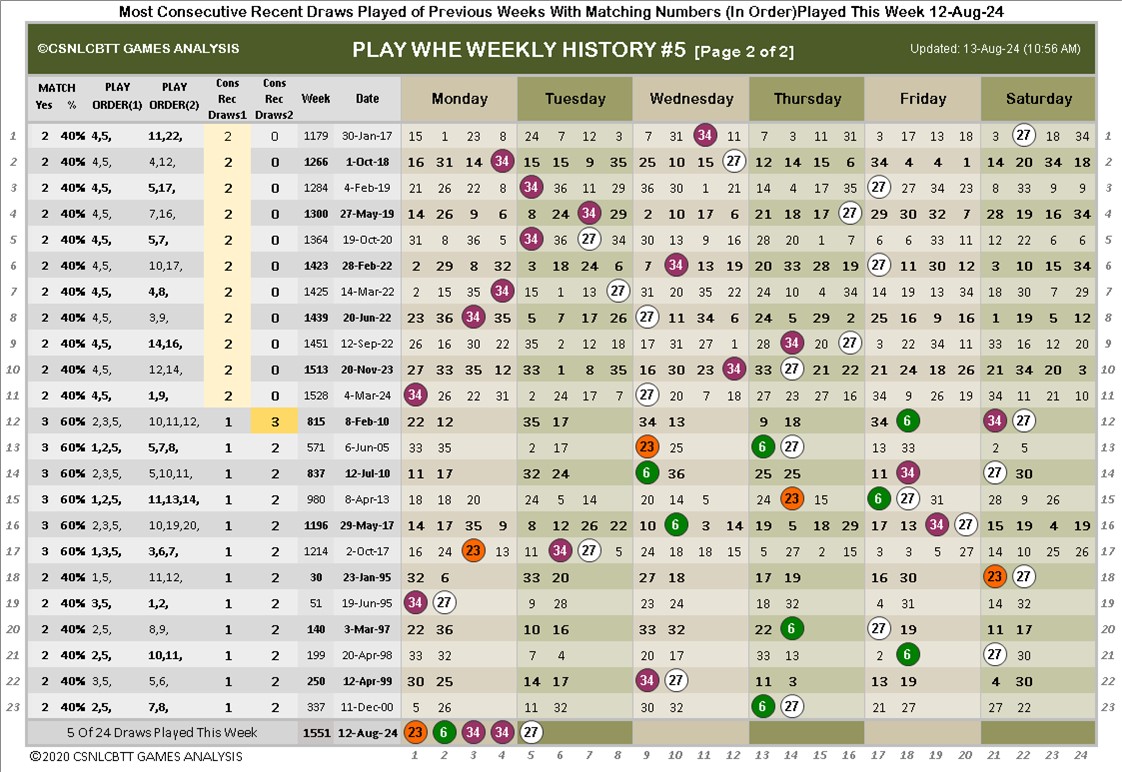 Most Consecutive Recent Draws Played of Previous Weeks With Matching Numbers (In Order)Played This Week 12-Aug-24
©CSNLCBTT GAMES ANALYSIS PLAY WHE WEEKLY HISTORY #5 [Page 2 of 2] Updated: 13-Aug-24 (10:56 AM)
MATCH Yes % PLAY ORDER(1) PLAY ORDER(2) Cons Rec Draws1 Cons Rec Draws2 Week Date Monday Tuesday Wednesday Thursday Friday Saturday
1 2 40% 4,5, 11,22, 2 0 1179 30-Jan-17 15 1 23 8 24 7 12 3 7 31 34 11 7 3 11 31 3 17 13 18 3 27 18 34 1
2 2 40% 4,5, 4,12, 2 0 1266 1-Oct-18 16 31 14 34 15 15 9 35 25 10 15 27 12 14 15 6 34 4 4 1 14 20 34 18 2
3 2 40% 4,5, 5,17, 2 0 1284 4-Feb-19 21 26 22 8 34 36 11 29 36 30 1 21 14 4 17 35 27 27 34 23 8 33 9 9 3
4 2 40% 4,5, 7,16, 2 0 1300 27-May-19 14 26 9 6 8 24 34 29 2 10 17 6 21 18 17 27 29 30 32 7 28 19 16 34 4
5 2 40% 4,5, 5,7, 2 0 1364 19-Oct-20 31 8 36 5 34 36 27 34 30 13 9 16 28 20 1 7 6 6 33 11 12 22 6 6 5
6 2 40% 4,5, 10,17, 2 0 1423 28-Feb-22 2 29 8 32 3 18 24 6 7 34 13 19 20 33 28 19 27 11 30 12 3 10 15 34 6
7 2 40% 4,5, 4,8, 2 0 1425 14-Mar-22 2 15 35 34 15 1 13 27 31 20 35 22 24 10 4 34 14 19 13 34 18 30 7 29 7
8 2 40% 4,5, 3,9, 2 0 1439 20-Jun-22 23 36 34 35 5 7 17 26 27 11 34 6 24 5 29 2 25 16 9 16 1 19 5 12 8
9 2 40% 4,5, 14,16, 2 0 1451 12-Sep-22 26 16 30 22 35 2 12 18 17 31 27 1 28 34 20 27 3 22 34 11 33 16 12 20 9
10 2 40% 4,5, 12,14, 2 0 1513 20-Nov-23 27 33 35 12 33 1 8 35 16 30 23 34 33 27 21 22 21 24 18 26 21 34 20 3 10
11 2 40% 4,5, 1,9, 2 0 1528 4-Mar-24 34 26 22 31 2 24 17 7 27 20 7 18 27 23 27 16 34 9 26 19 34 11 21 10 11
12 3 60% 2,3,5, 10,11,12, 1 3 815 8-Feb-10 22 12 35 17 34 13 9 18 34 6 34 27 12
13 3 60% 1,2,5, 5,7,8, 1 2 571 6-Jun-05 33 35 2 17 23 25 6 27 13 33 2 5 13
14 3 60% 2,3,5, 5,10,11, 1 2 837 12-Jul-10 11 17 32 24 6 36 25 25 11 34 27 30 14
15 3 60% 1,2,5, 11,13,14, 1 2 980 8-Apr-13 18 18 20 24 5 14 20 14 5 24 23 15 6 27 31 28 9 26 15
16 3 60% 2,3,5, 10,19,20, 1 2 1196 29-May-17 14 17 35 9 8 12 26 22 10 6 3 14 19 5 18 29 17 13 34 27 15 19 4 19 16
17 3 60% 1,3,5, 3,6,7, 1 2 1214 2-Oct-17 16 24 23 13 11 34 27 5 24 18 18 15 5 27 2 15 3 3 5 27 14 10 25 26 17
18 2 40% 1,5, 11,12, 1 2 30 23-Jan-95 32 6 33 20 27 18 17 19 16 30 23 27 18
19 2 40% 3,5, 1,2, 1 2 51 19-Jun-95 34 27 9 28 23 24 18 32 4 31 14 32 19
20 2 40% 2,5, 8,9, 1 2 140 3-Mar-97 22 36 10 16 33 32 22 6 27 19 11 17 20
21 2 40% 2,5, 10,11, 1 2 199 20-Apr-98 33 32 7 4 20 17 33 13 2 6 27 30 21
22 2 40% 3,5, 5,6, 1 2 250 12-Apr-99 30 25 14 17 34 27 11 3 13 19 4 30 22
23 2 40% 2,5, 7,8, 1 2 337 11-Dec-00 5 26 11 32 30 32 6 27 21 27 27 22 23
5 Of 24 Draws Played This Week 1551 12-Aug-24 23 6 34 34 27
©2020 CSNLCBTT GAMES ANALYSIS 1 2 3 4 5 6 7 8 9 10 11 12 13 14 15 16 17 18 19 20 21 22 23 24